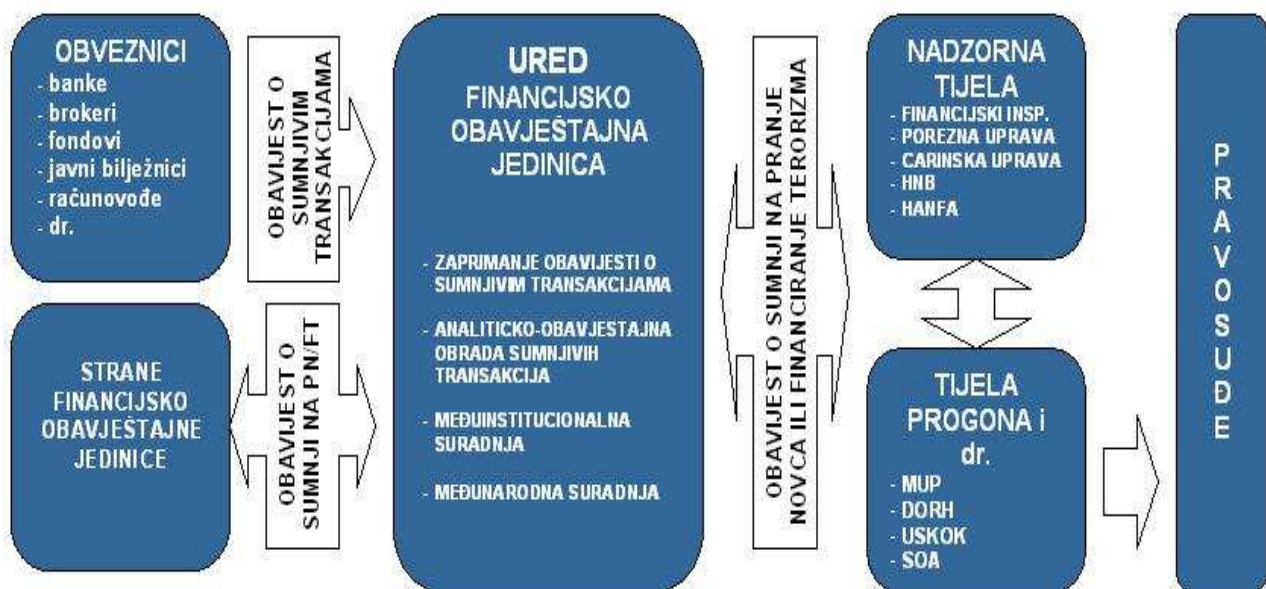 OBVEZNICI
- banke
- brokeri
- fondovi
- javni bilježnici
- računovođe
- dr.
OBAVIJEST O
SUMNJIVIM
TRANSAKCIJAMA
STRANE
FINANCIJSKO
OBAVJEŠTAJNE
JEDINICE
OBAVIJEST O
SUMNJI NA PN/FT
URED
FINANCIJSKO
OBAVJEŠTAJNA
JEDINICA
- ZAPRIMANJE OBAVIJESTI O
SUMNJIVIM TRANSAKCIJAMA
- ANALITICKO-OBAVJESTAJNA
OBRADA SUMNJIVIH
TRANSAKCIJA
- MEĐUINSTITUCIONALNA
SURADNJA
- MEĐUNARODNA SURADNJA
OBAVIJEST O SUMNJI NA PRANJE
NOVCA ILI FINANCIRANJE TERORIZMA
NADZORNA
TIJELA
- FINANCIJSKI INSP.
- POREZNA UPRAVA
- CARINSKA UPRAVA
- HNB
- HANFA
TIJELA
PROGONA i
dr.
- MUP
- DORH
- USKOK
- SOA
PRAVOSUĐE